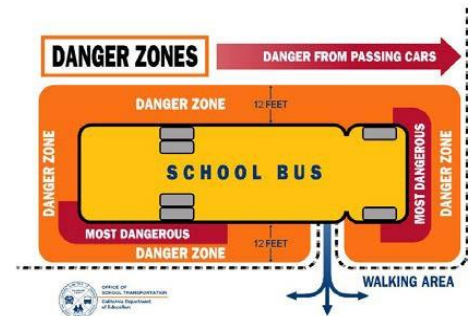 DANGER ZONES
DANGER FROM PASSING CARS
DANGER ZONE
12 FEET
DANGER ZONE
SCHOOL BUS
MOST DANGEROUS
DANGER ZONE
MOST DANGEROUS
DANGER ZONE
12 FEET
WALKING AREA
OFFICE OF
SCHOOL TRANSPORTATION
California Department
of Education